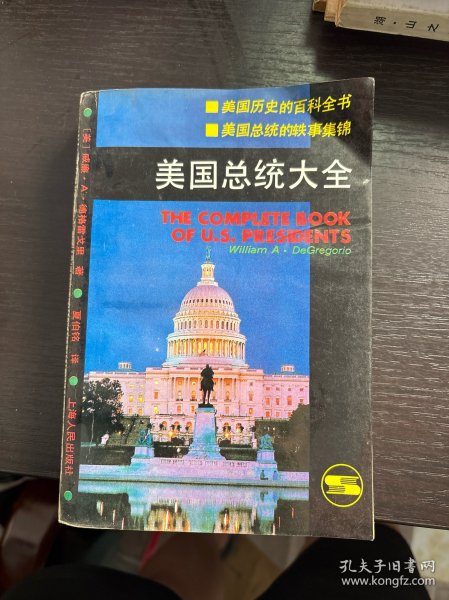 美国历史的百科全书
美国总统的轶事集锦
美国总统大全
THE COMPLETE BOOK
OF U.S. PRESIDENTS
William A·DeGregorio
[美]威廉·A·德格雷戈里 著
夏伯铭 译
上海人民出版社
孔夫子旧书网
www.kongfz.com